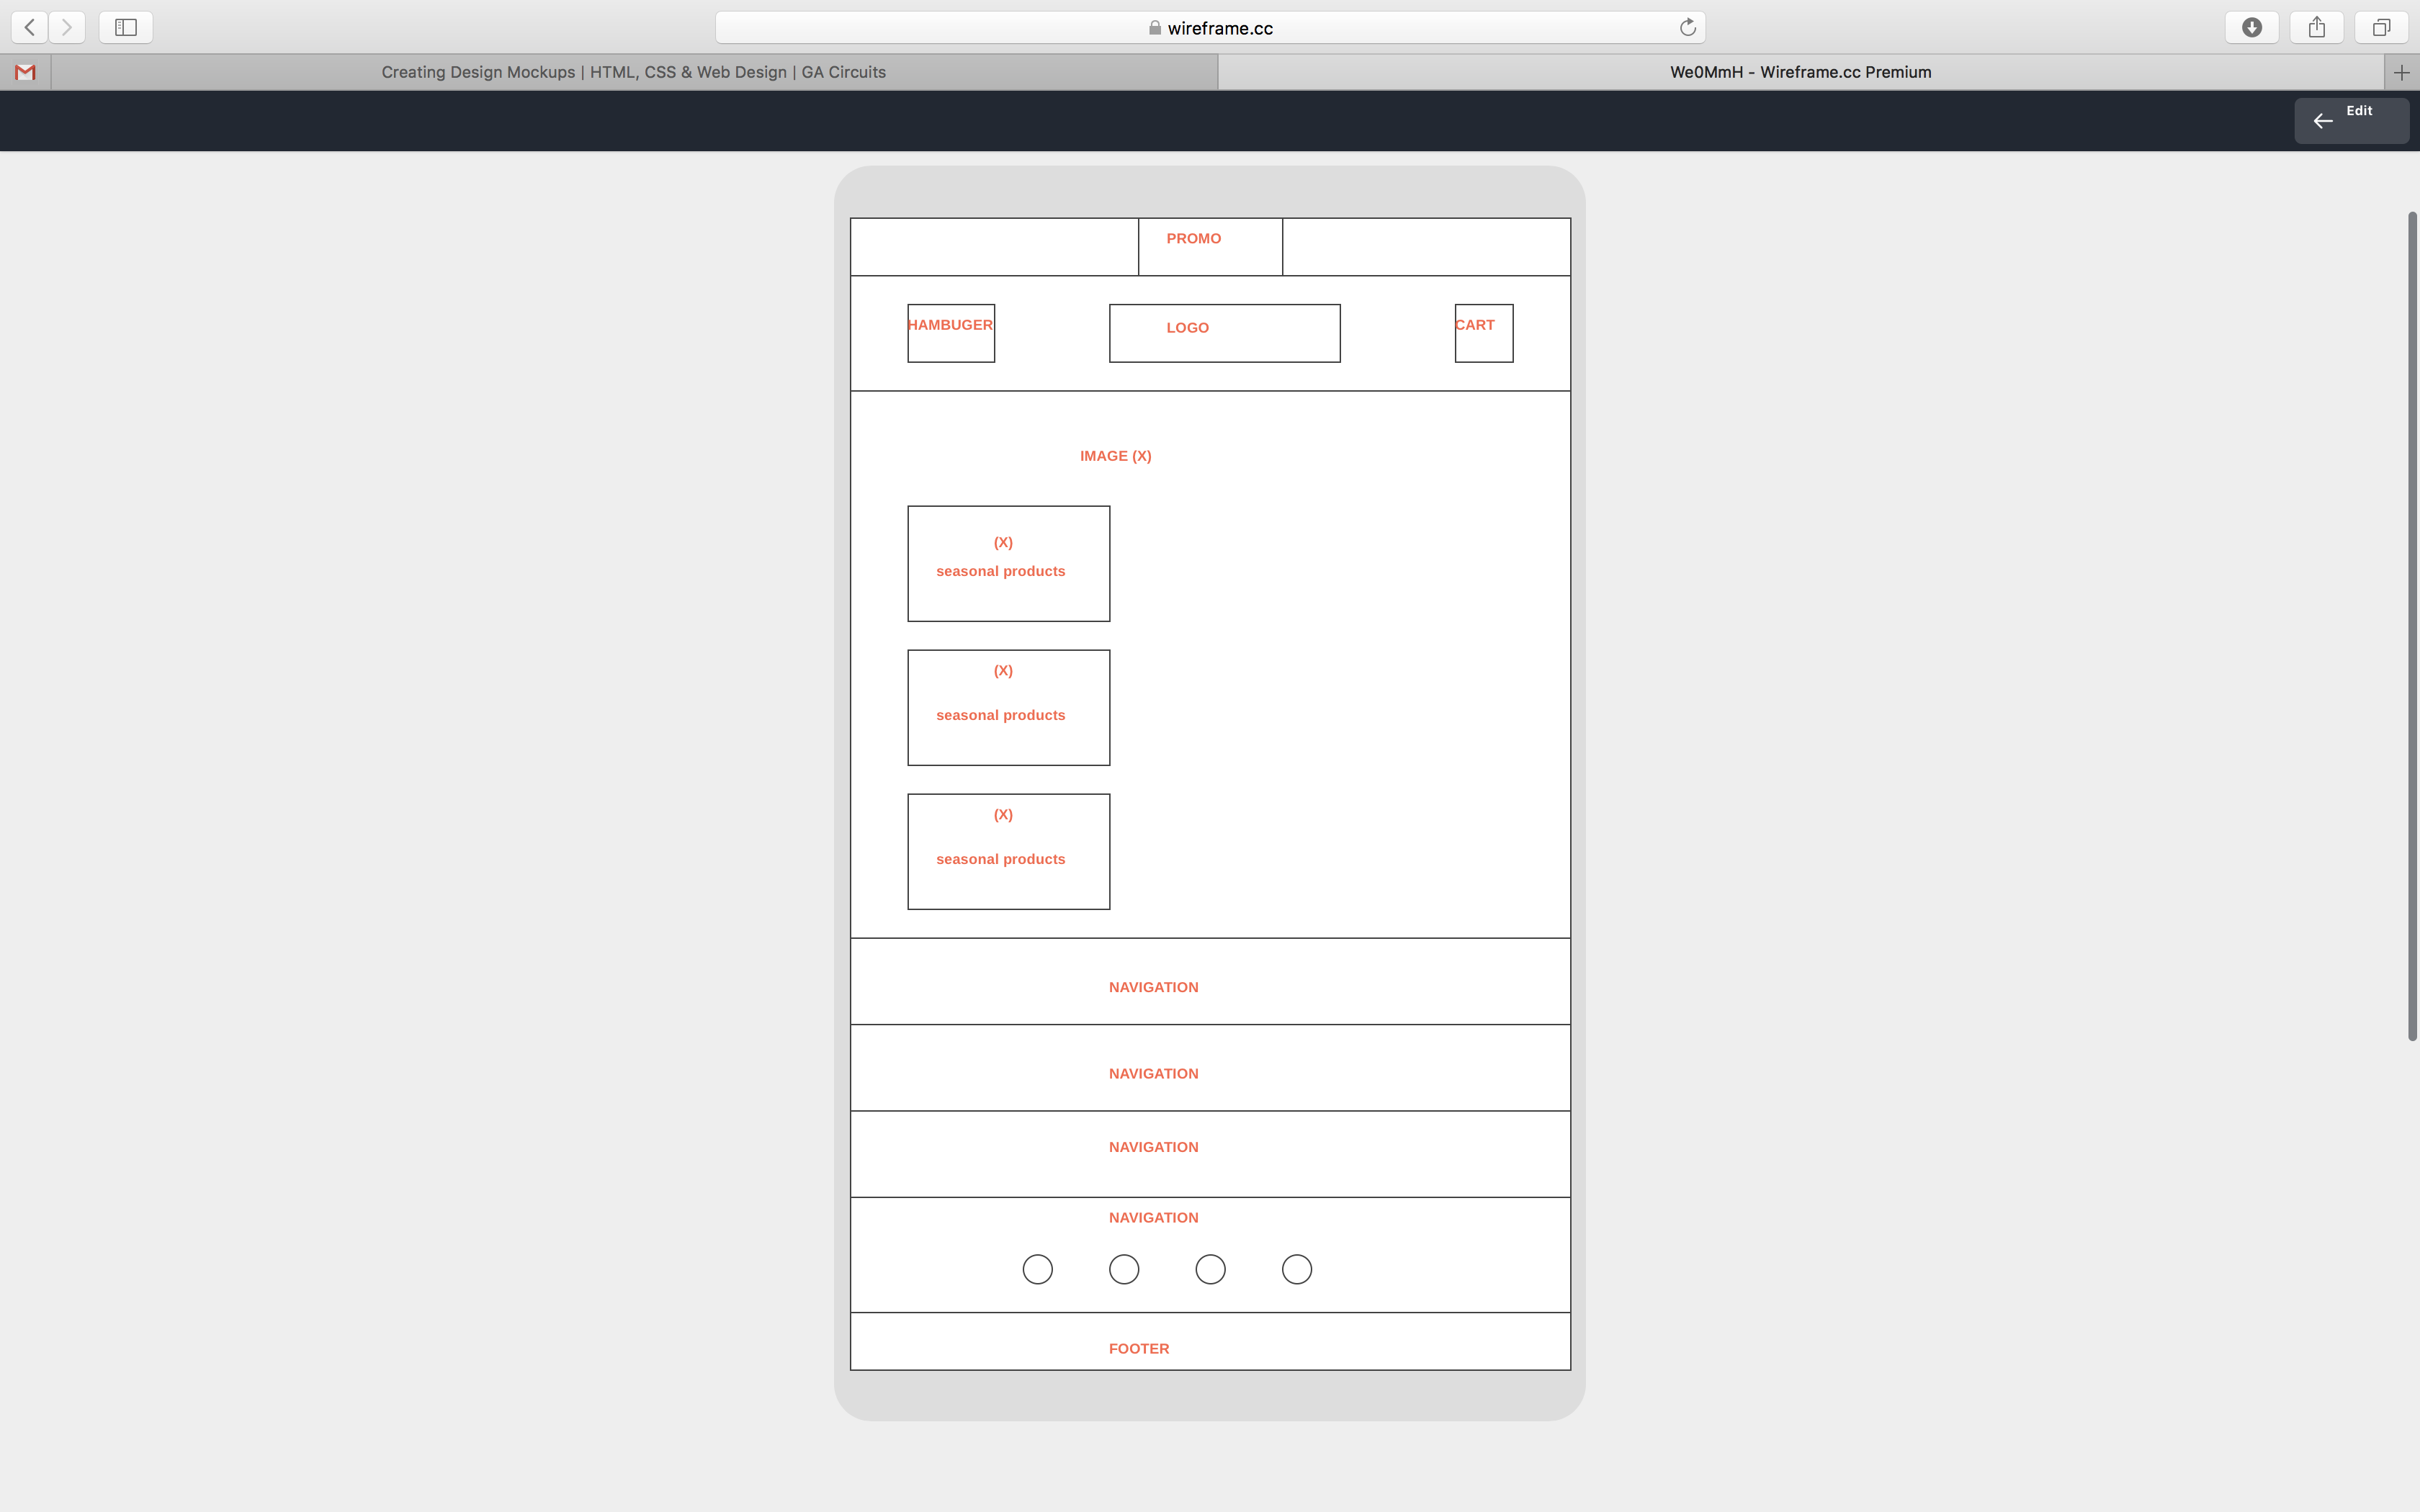 wireframe.cc
Creating Design Mockups | HTML, CSS & Web Design | GA Circuits
We0MmH - Wireframe.cc Premium
Edit
PROMO
HAMBUGER
LOGO
CART
IMAGE (X)
(X)
seasonal products
(X)
seasonal products
(X)
seasonal products
NAVIGATION
NAVIGATION
NAVIGATION
NAVIGATION
FOOTER